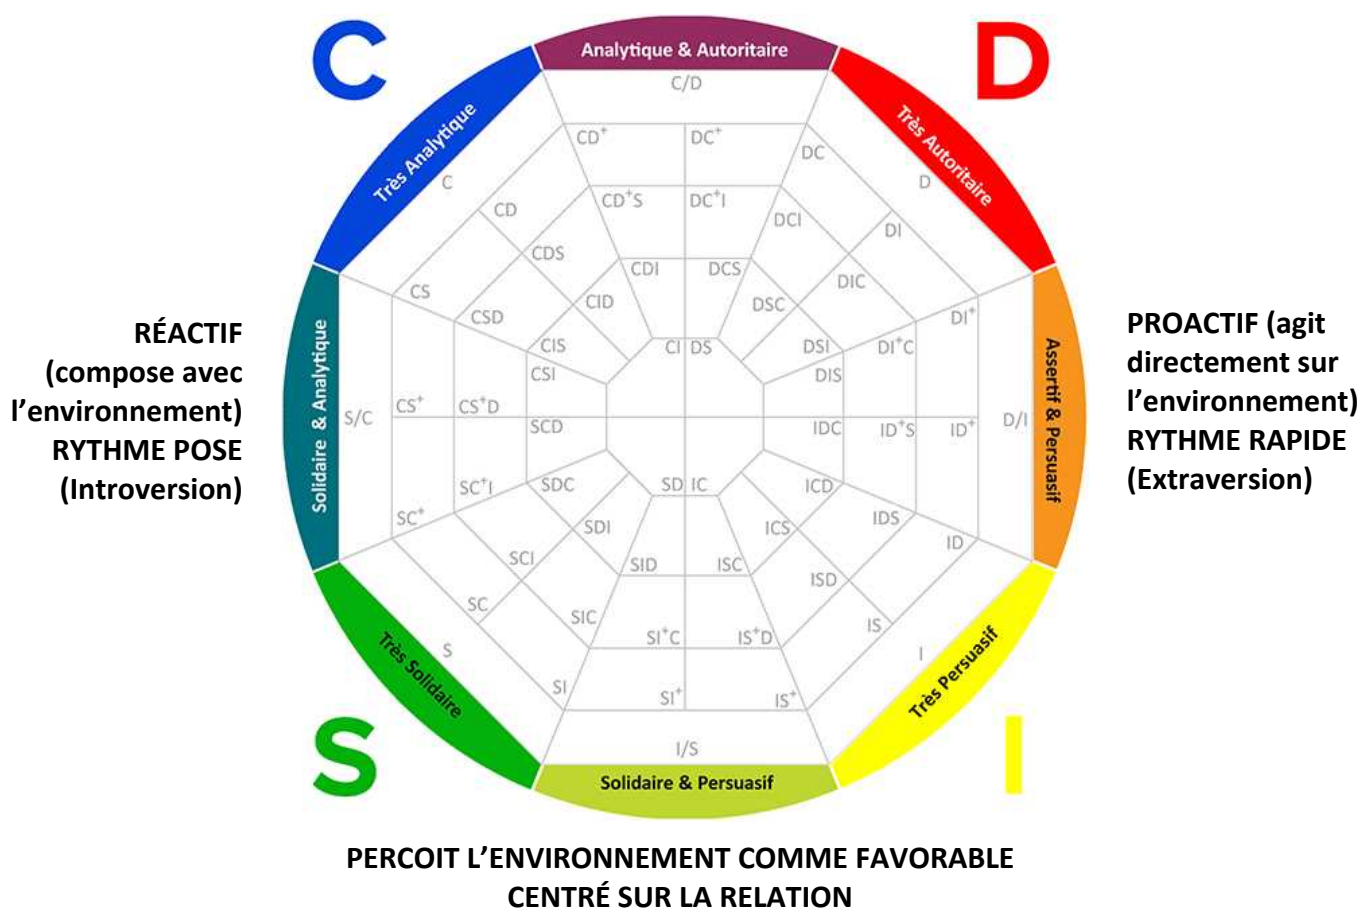 C
D
Analytique & Autoritaire
Très Analytique
Très Autoritaire
C/D
CD⁺
DC⁺
DC
C
D
CD
CD⁺S
DC⁺I
DCI
DI
CDS
CDI
DCS
DIC
CS
CID
DSC
CSD
DI⁺
CIS
CI
DS
DSI
DI⁺C
CSI
DIS
RÉACTIF
(compose avec
l’environnement)
RYTHME POSE
(Introversion)
Solidaire & Analytique
S/C
CS⁺
CS⁺D
SCD
IDC
ID⁺S
ID⁺
D/I
Assertif & Persuasif
PROACTIF (agit
directement sur
l’environnement)
RYTHME RAPIDE
(Extraversion)
SC⁺I
SDC
SD
IC
ICD
SC⁺
SDI
ICS
IDS
ID
SCI
SID
ISC
ISD
SC
SIC
SI⁺C
IS⁺D
IS
S
I
SI
SI⁺
IS⁺
Très Solidaire
Très Persuasif
I/S
Solidaire & Persuasif
S
I
PERCOIT L’ENVIRONNEMENT COMME FAVORABLE
CENTRÉ SUR LA RELATION